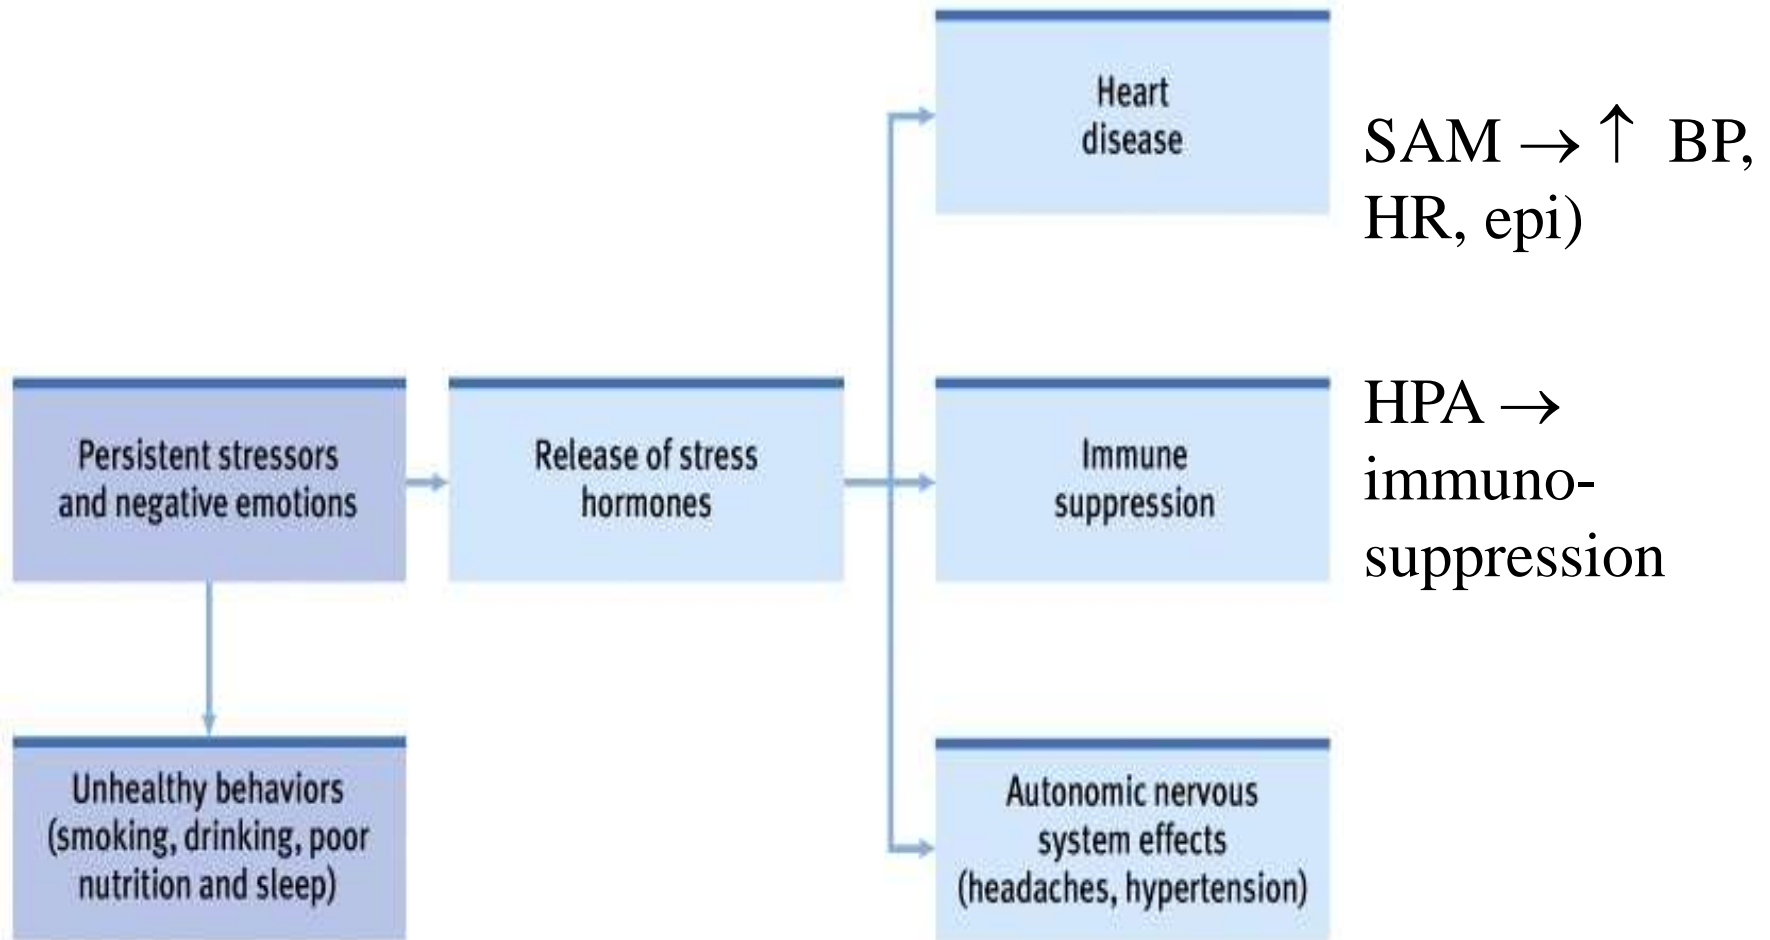 Heart
disease
SAM → ↑ BP,
HR, epi)
Persistent stressors
and negative emotions
Release of stress
hormones
Immune
suppression
HPA →
immuno-
suppression
Unhealthy behaviors
(smoking, drinking, poor
nutrition and sleep)
Autonomic nervous
system effects
(headaches, hypertension)